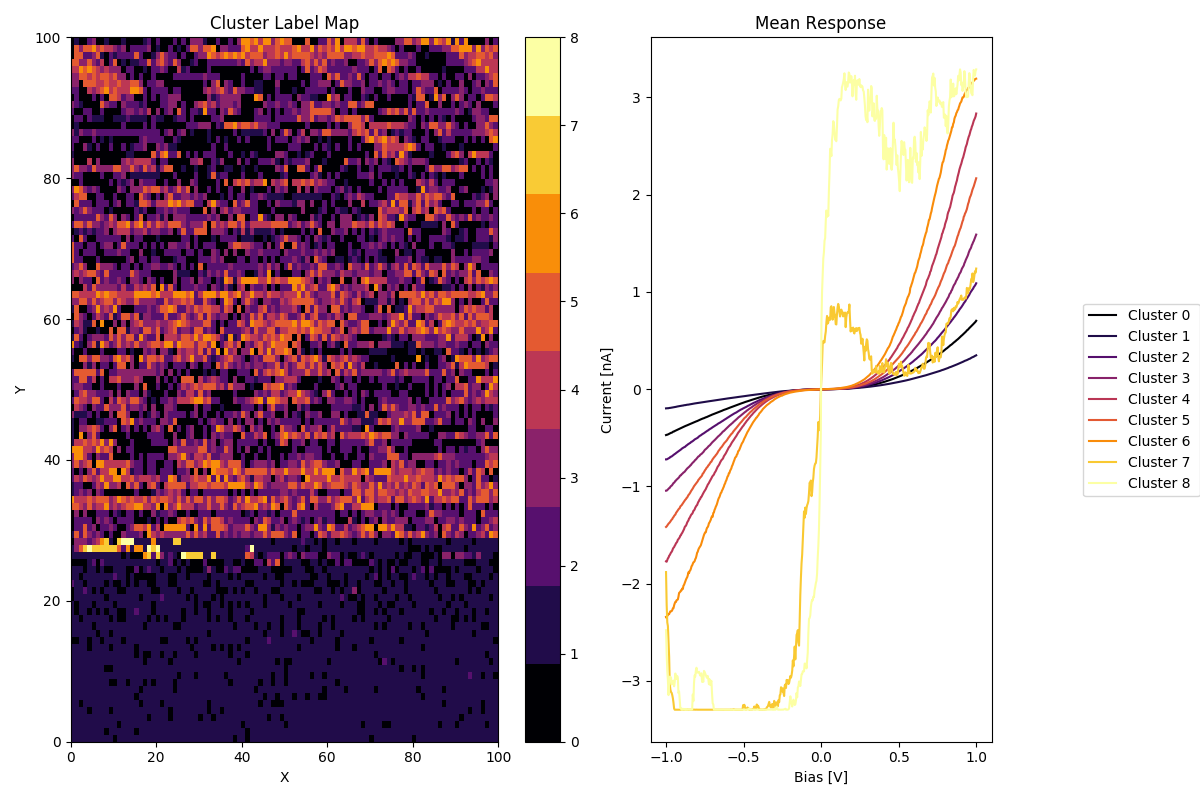 Cluster Label Map
Y
100
80
60
40
20
0
0 20 40 60 80 100
X
8
7
6
5
4
3
2
1
0
Mean Response
Current [nA]
3
2
1
0
−1
−2
−3
−1.0 −0.5 0.0 0.5 1.0
Bias [V]
Cluster 0
Cluster 1
Cluster 2
Cluster 3
Cluster 4
Cluster 5
Cluster 6
Cluster 7
Cluster 8